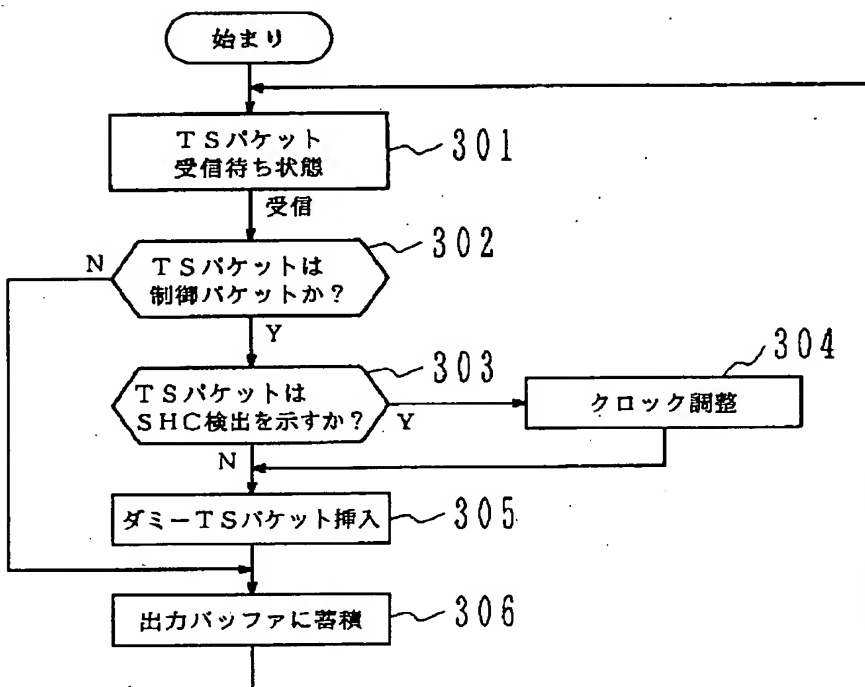 始まり
TSパケット
受信待ち状態
301
受信
302
N
TSパケットは
制御パケットか?
Y
303
304
TSパケットは
SHC検出を示すか?
Y
クロック調整
N
ダミーTSパケット挿入
305
出力バッファに蓄積
306